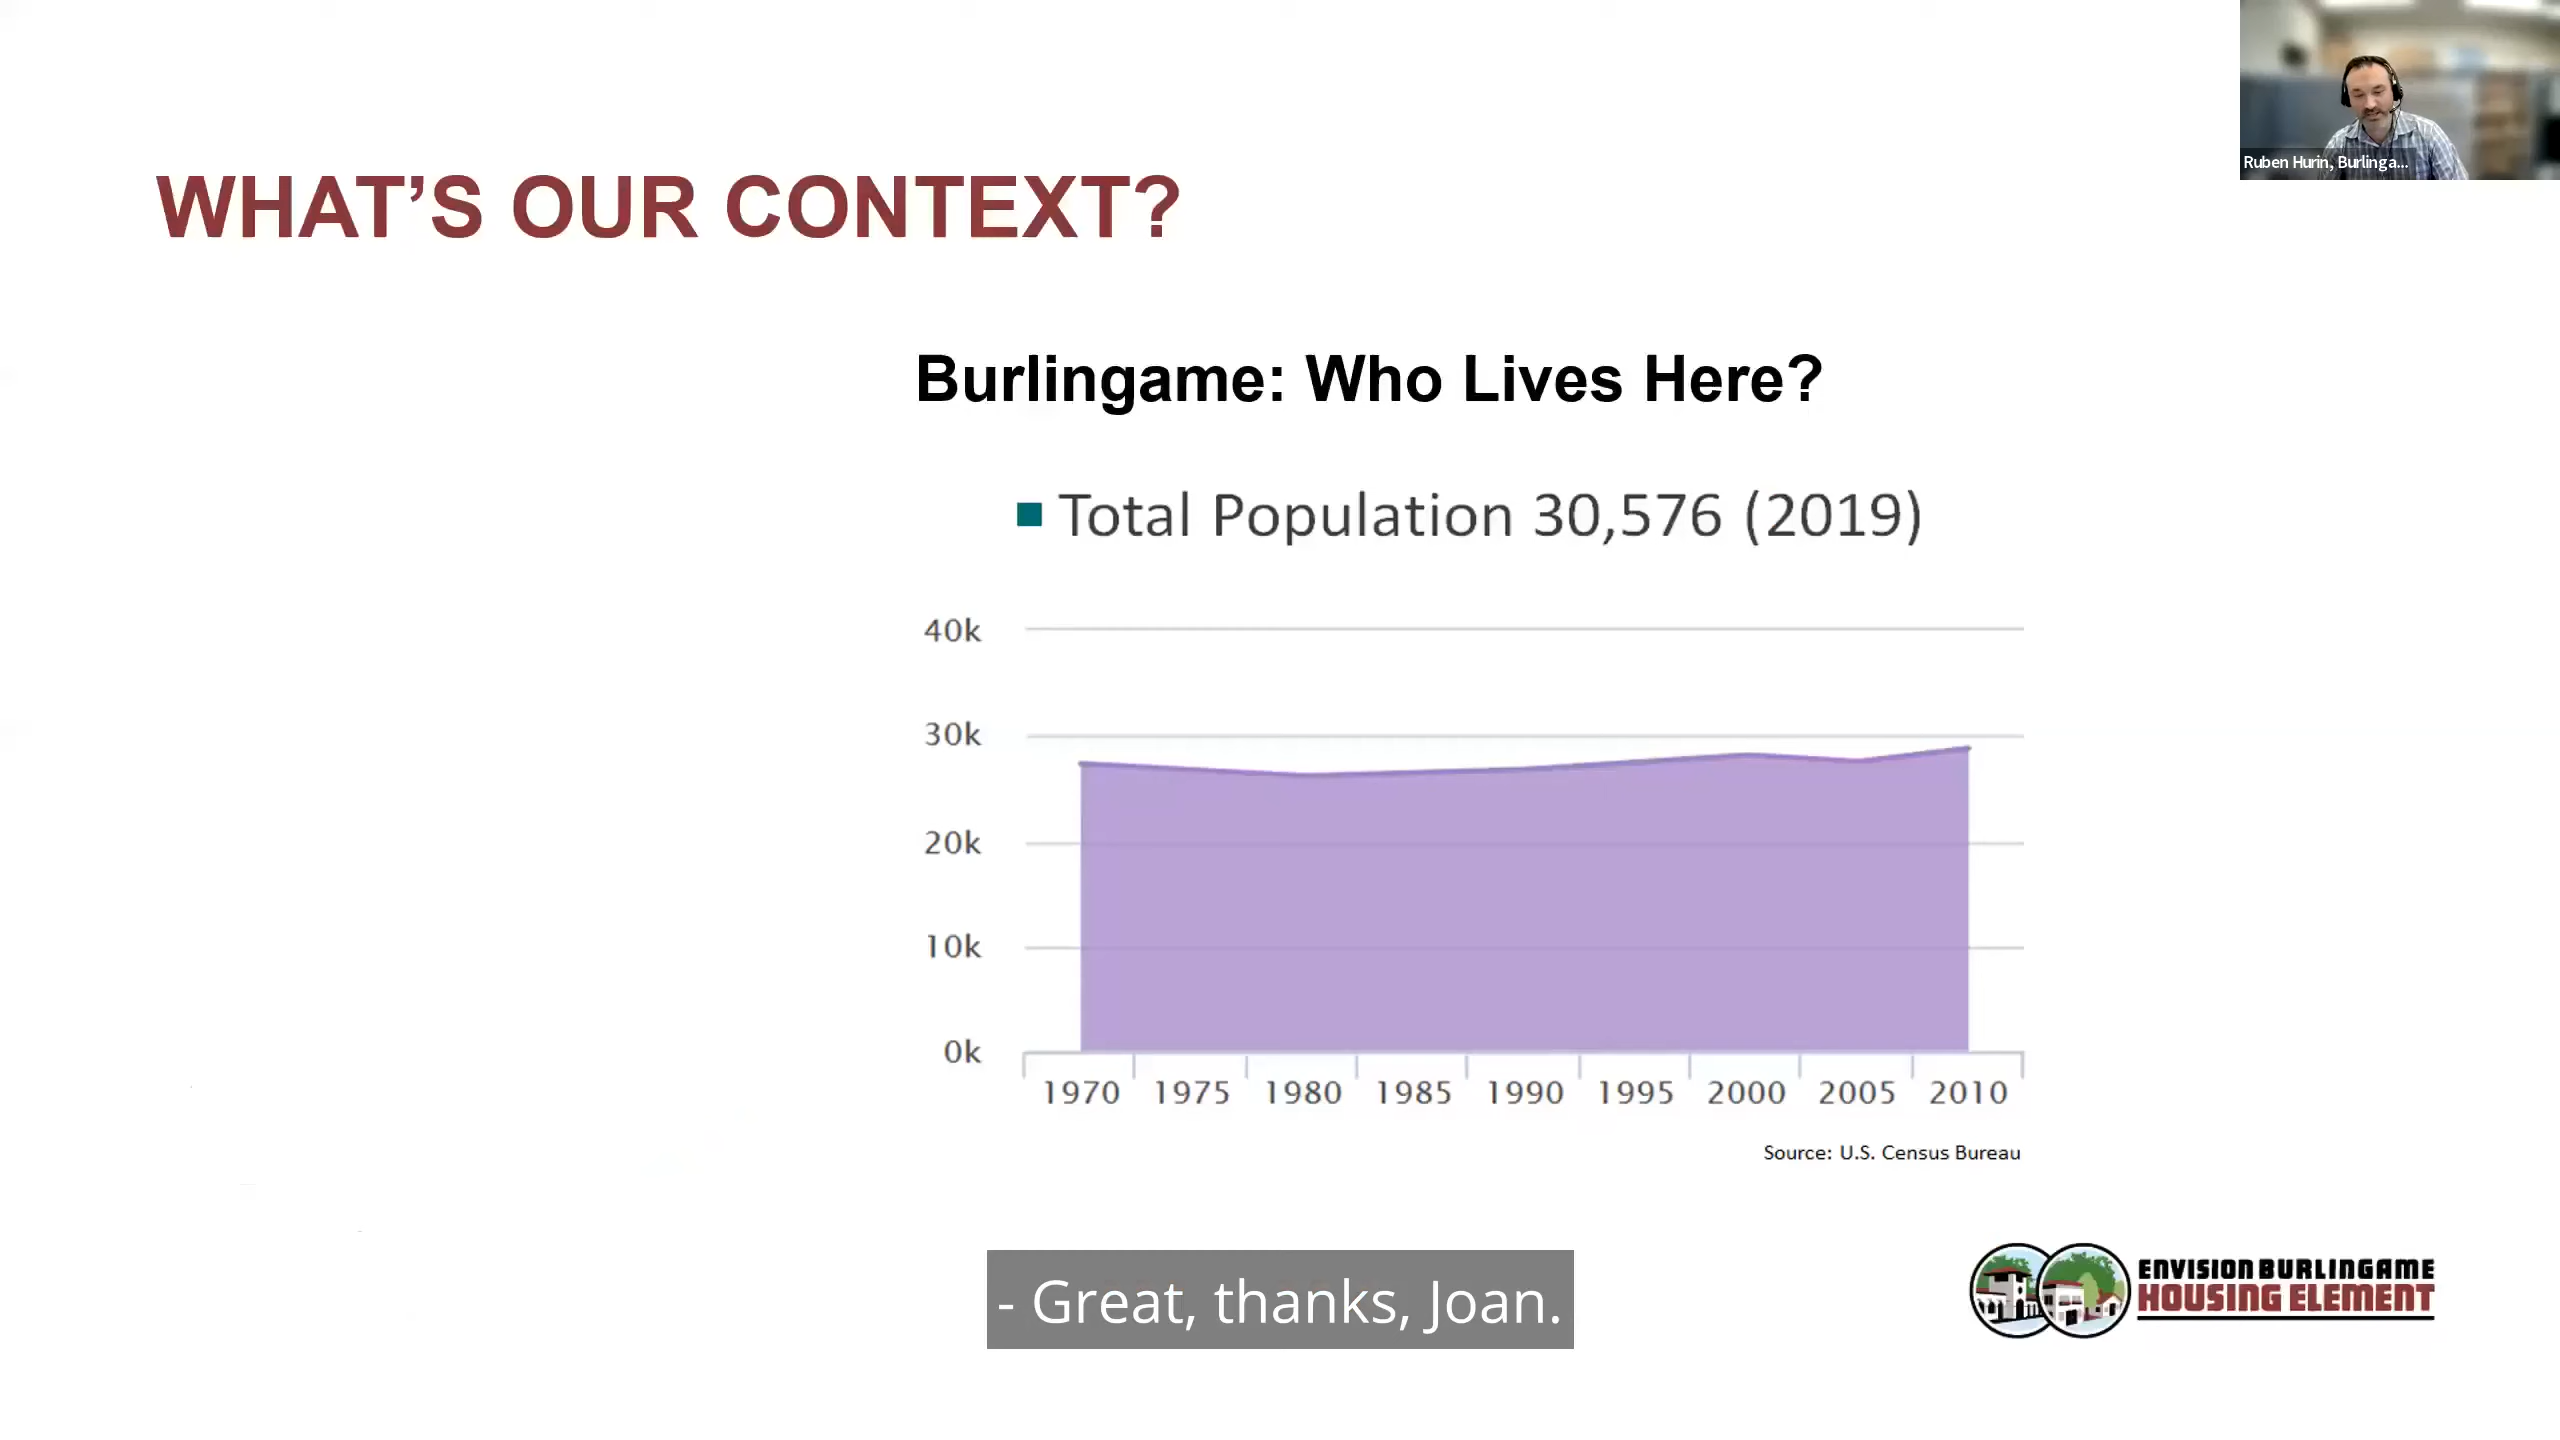 Ruben Hurin, Burlinga...
WHAT’S OUR CONTEXT?
Burlingame: Who Lives Here?
Total Population 30,576 (2019)
40k
30k
20k
10k
0k
1970 1975 1980 1985 1990 1995 2000 2005 2010
Source: U.S. Census Bureau
- Great, thanks, Joan.
ENVISION BURLINGAME
HOUSING ELEMENT